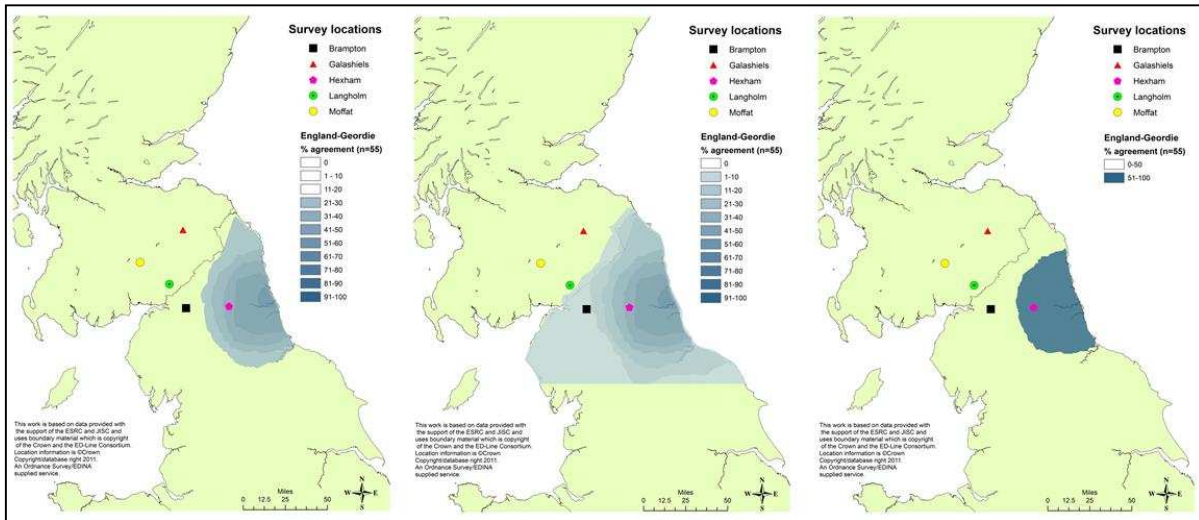 Survey locations
Brampton
Galashiels
Hexham
Langholm
Moffat
England-Geordie
% agreement (n=55)
0
1 - 10
11-20
21-30
31-40
41-50
51-60
61-70
71-80
81-90
91-100
This work is based on data provided with
the support of the ESRC and JISC and
uses boundary material which is copyright
of the Crown and the ED-Line Consortium.
Location information is ©Crown
Copyright/database right 2011.
An Ordnance Survey/EDINA
supplied service.
Miles
0 12.5 25 50
N
W E
S
Survey locations
Brampton
Galashiels
Hexham
Langholm
Moffat
England-Geordie
% agreement (n=55)
0
1-10
11-20
21-30
31-40
41-50
51-60
61-70
71-80
81-90
91-100
This work is based on data provided with
the support of the ESRC and JISC and
uses boundary material which is copyright
of the Crown and the ED-Line Consortium.
Location information is ©Crown
Copyright/database right 2011.
An Ordnance Survey/EDINA
supplied service.
Miles
0 12.5 25 50
N
W E
S
Survey locations
Brampton
Galashiels
Hexham
Langholm
Moffat
England-Geordie
% agreement (n=55)
0-50
51-100
This work is based on data provided with
the support of the ESRC and JISC and
uses boundary material which is copyright
of the Crown and the ED-Line Consortium.
Location information is ©Crown
Copyright/database right 2011.
An Ordnance Survey/EDINA
supplied service.
Miles
0 12.5 25 50
N
W E
S